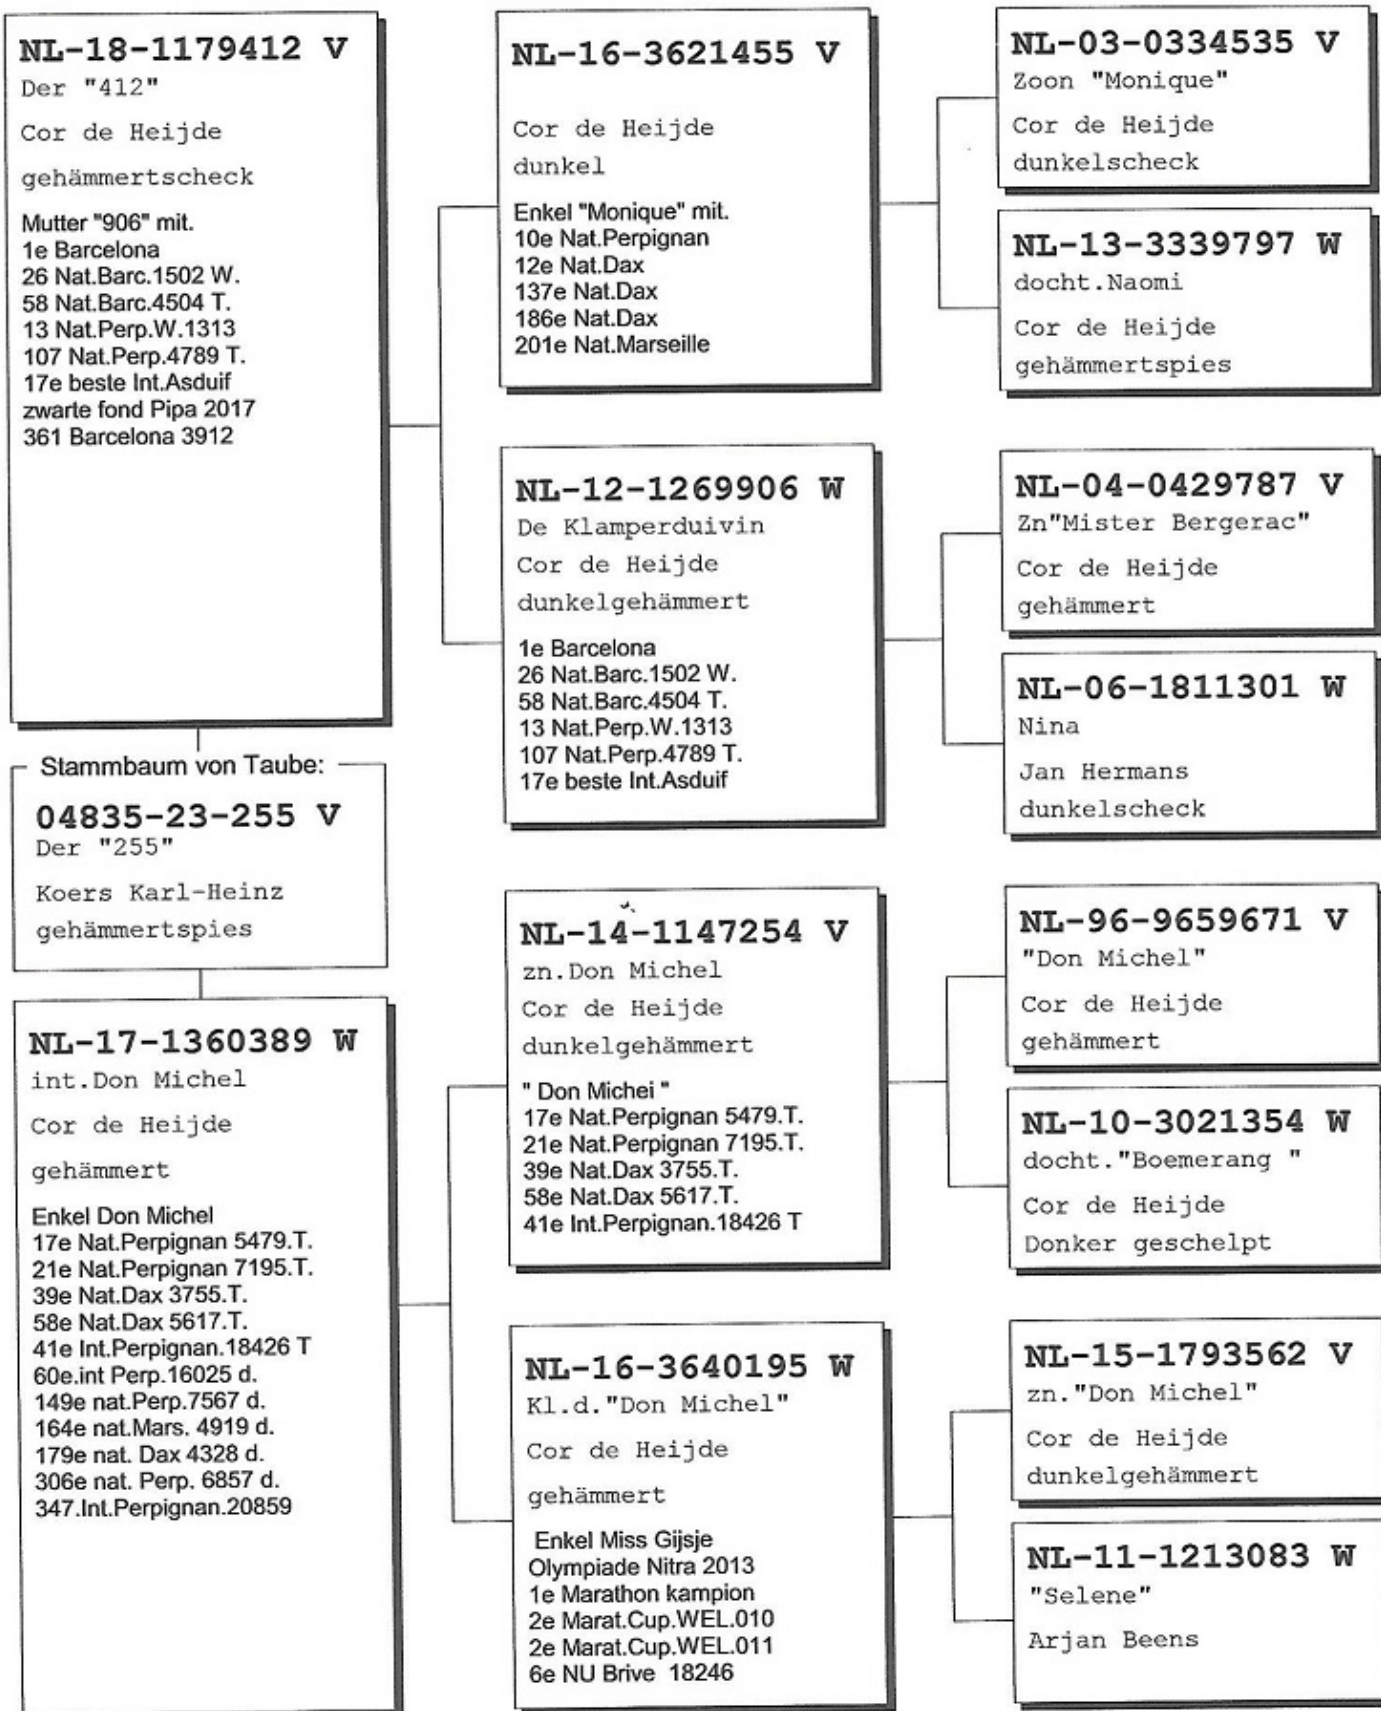 NL-18-1179412 V
Der "412"
Cor de Heijde
gehämmertscheck
Mutter "906" mit.
1e Barcelona
26 Nat.Barc.1502 W.
58 Nat.Barc.4504 T.
13 Nat.Perp.W.1313
107 Nat.Perp.4789 T.
17e beste Int.Asduif
zwarte fond Pipa 2017
361 Barcelona 3912
Stammbaum von Taube:
04835-23-255 V
Der "255"
Koers Karl-Heinz
gehämmertspies
NL-17-1360389 W
int.Don Michel
Cor de Heijde
gehämmert
Enkel Don Michel
17e Nat.Perpignan 5479.T.
21e Nat.Perpignan 7195.T.
39e Nat.Dax 3755.T.
58e Nat.Dax 5617.T.
41e Int.Perpignan.18426 T
60e.int Perp.16025 d.
149e nat.Perp.7567 d.
164e nat.Mars. 4919 d.
179e nat. Dax 4328 d.
306e nat. Perp. 6857 d.
347.Int.Perpignan.20859
NL-16-3621455 V
Cor de Heijde
dunkel
Enkel "Monique" mit.
10e Nat.Perpignan
12e Nat.Dax
137e Nat.Dax
186e Nat.Dax
201e Nat.Marseille
NL-12-1269906 W
De Klamperduivin
Cor de Heijde
dunkelgehämmert
1e Barcelona
26 Nat.Barc.1502 W.
58 Nat.Barc.4504 T.
13 Nat.Perp.W.1313
107 Nat.Perp.4789 T.
17e beste Int.Asduif
NL-14-1147254 V
zn.Don Michel
Cor de Heijde
dunkelgehämmert
" Don Michei "
17e Nat.Perpignan 5479.T.
21e Nat.Perpignan 7195.T.
39e Nat.Dax 3755.T.
58e Nat.Dax 5617.T.
41e Int.Perpignan.18426 T
NL-16-3640195 W
Kl.d."Don Michel"
Cor de Heijde
gehämmert
Enkel Miss Gijsje
Olympiade Nitra 2013
1e Marathon kampion
2e Marat.Cup.WEL.010
2e Marat.Cup.WEL.011
6e NU Brive 18246
NL-03-0334535 V
Zoon "Monique"
Cor de Heijde
dunkelscheck
NL-13-3339797 W
docht.Naomi
Cor de Heijde
gehämmertspies
NL-04-0429787 V
Zn"Mister Bergerac"
Cor de Heijde
gehämmert
NL-06-1811301 W
Nina
Jan Hermans
dunkelscheck
NL-96-9659671 V
"Don Michel"
Cor de Heijde
gehämmert
NL-10-3021354 W
docht."Boemerang "
Cor de Heijde
Donker geschelpt
NL-15-1793562 V
zn."Don Michel"
Cor de Heijde
dunkelgehämmert
NL-11-1213083 W
"Selene"
Arjan Beens